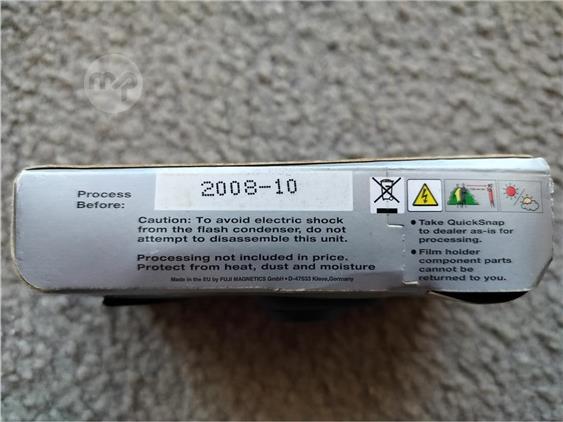 mp
Process
Before:
2008-10
Caution: To avoid electric shock
from the flash condenser, do not
attempt to disassemble this unit.
Processing not included in price.
Protect from heat, dust and moisture
Made in the EU by FUJI MAGNETICS GmbH • D-47533 Kleve, Germany
• Take QuickSnap
to dealer as-is for
processing.
• Film holder
component parts
cannot be
returned to you.